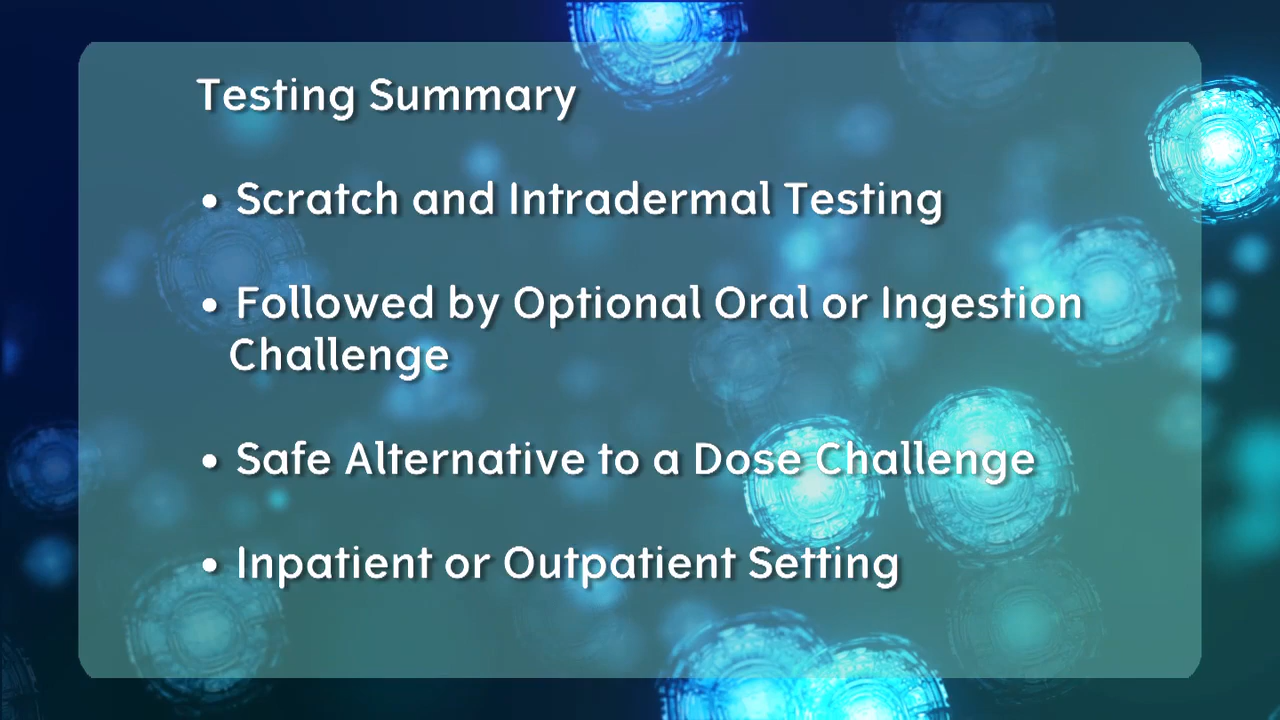 Testing Summary
• Scratch and Intradermal Testing
• Followed by Optional Oral or Ingestion
Challenge
• Safe Alternative to a Dose Challenge
• Inpatient or Outpatient Setting